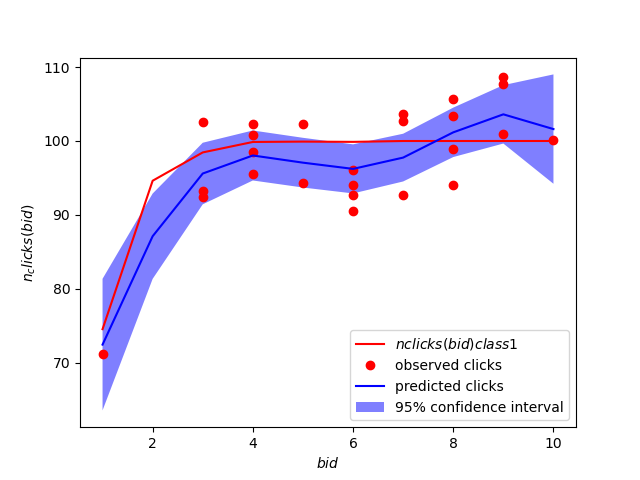 110
100
90
80
70
n_clicks(bid)
2
4
6
8
10
bid
nclicks(bid)class1
observed clicks
predicted clicks
95% confidence interval